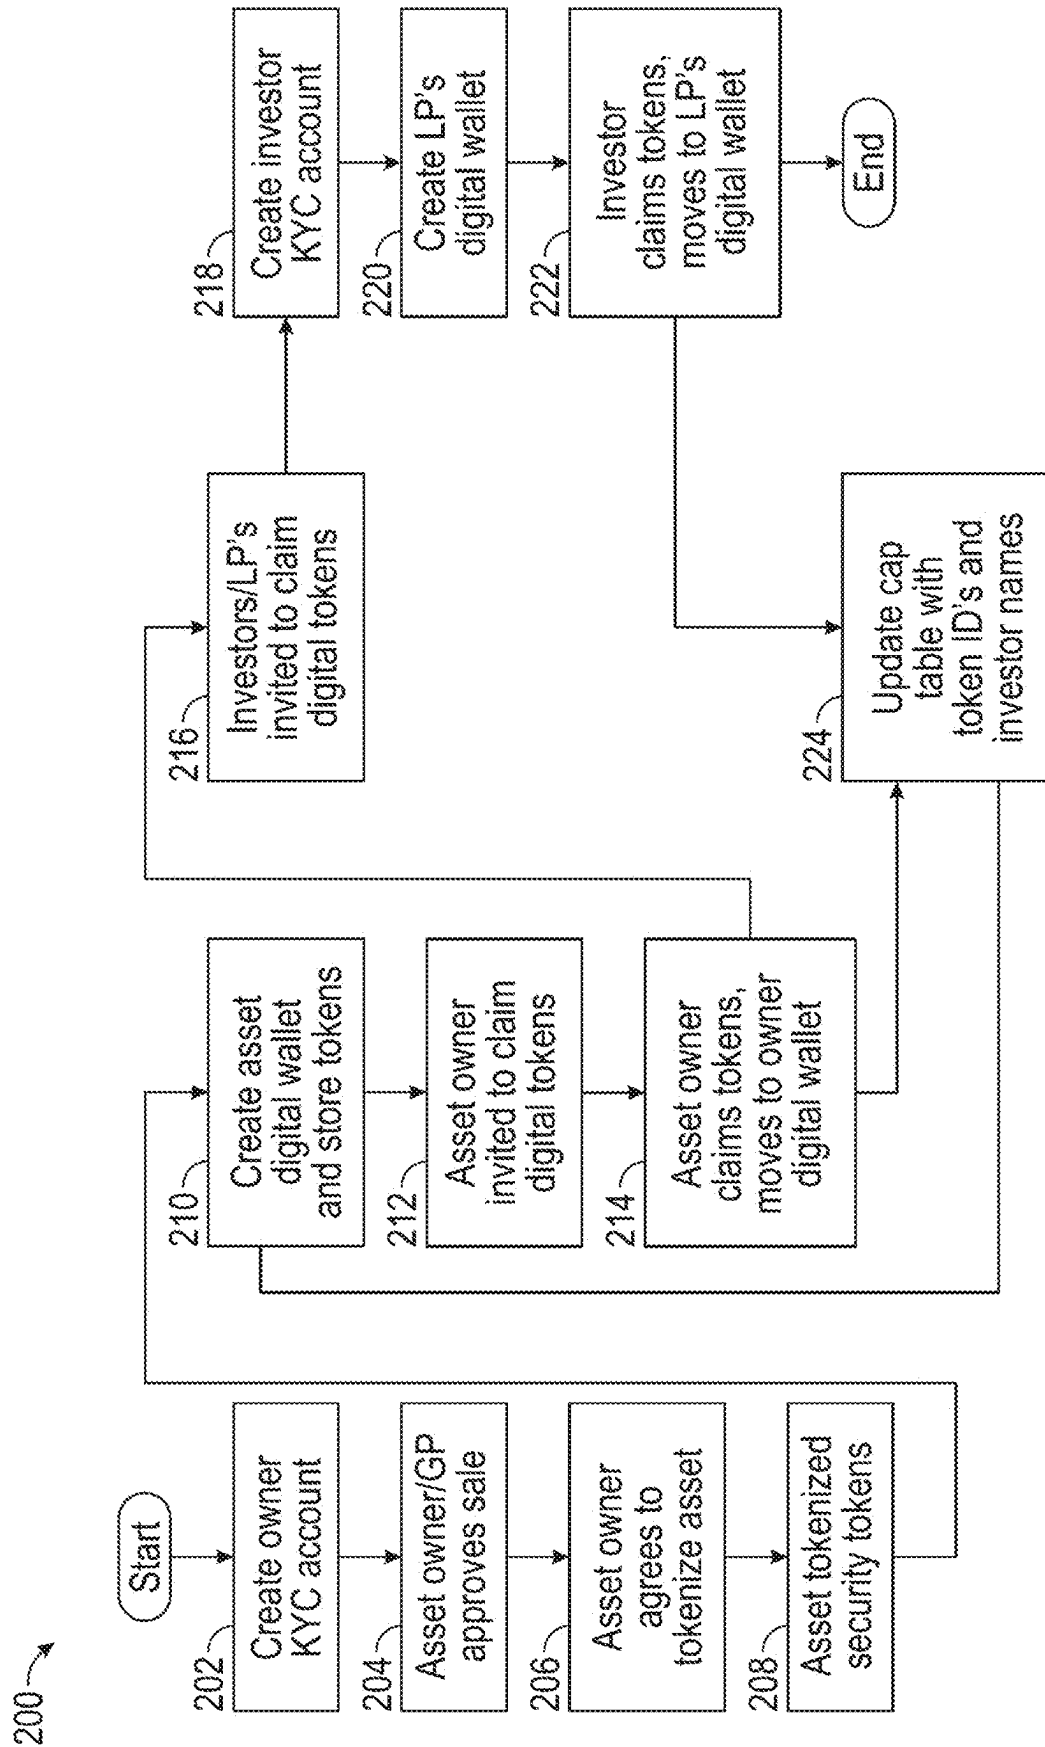 200
Start
202
Create owner
KYC account
204
Asset owner/GP
approves sale
206
Asset owner
agrees to
tokenize asset
208
Asset tokenized
security tokens
210
Create asset
digital wallet
and store tokens
212
Asset owner
invited to claim
digital tokens
214
Asset owner
claims tokens,
moves to owner
digital wallet
216
Investors/LP's
invited to claim
digital tokens
218
Create investor
KYC account
220
Create LP's
digital wallet
222
Investor
claims tokens,
moves to LP's
digital wallet
224
Update cap
table with
token ID's and
investor names
End